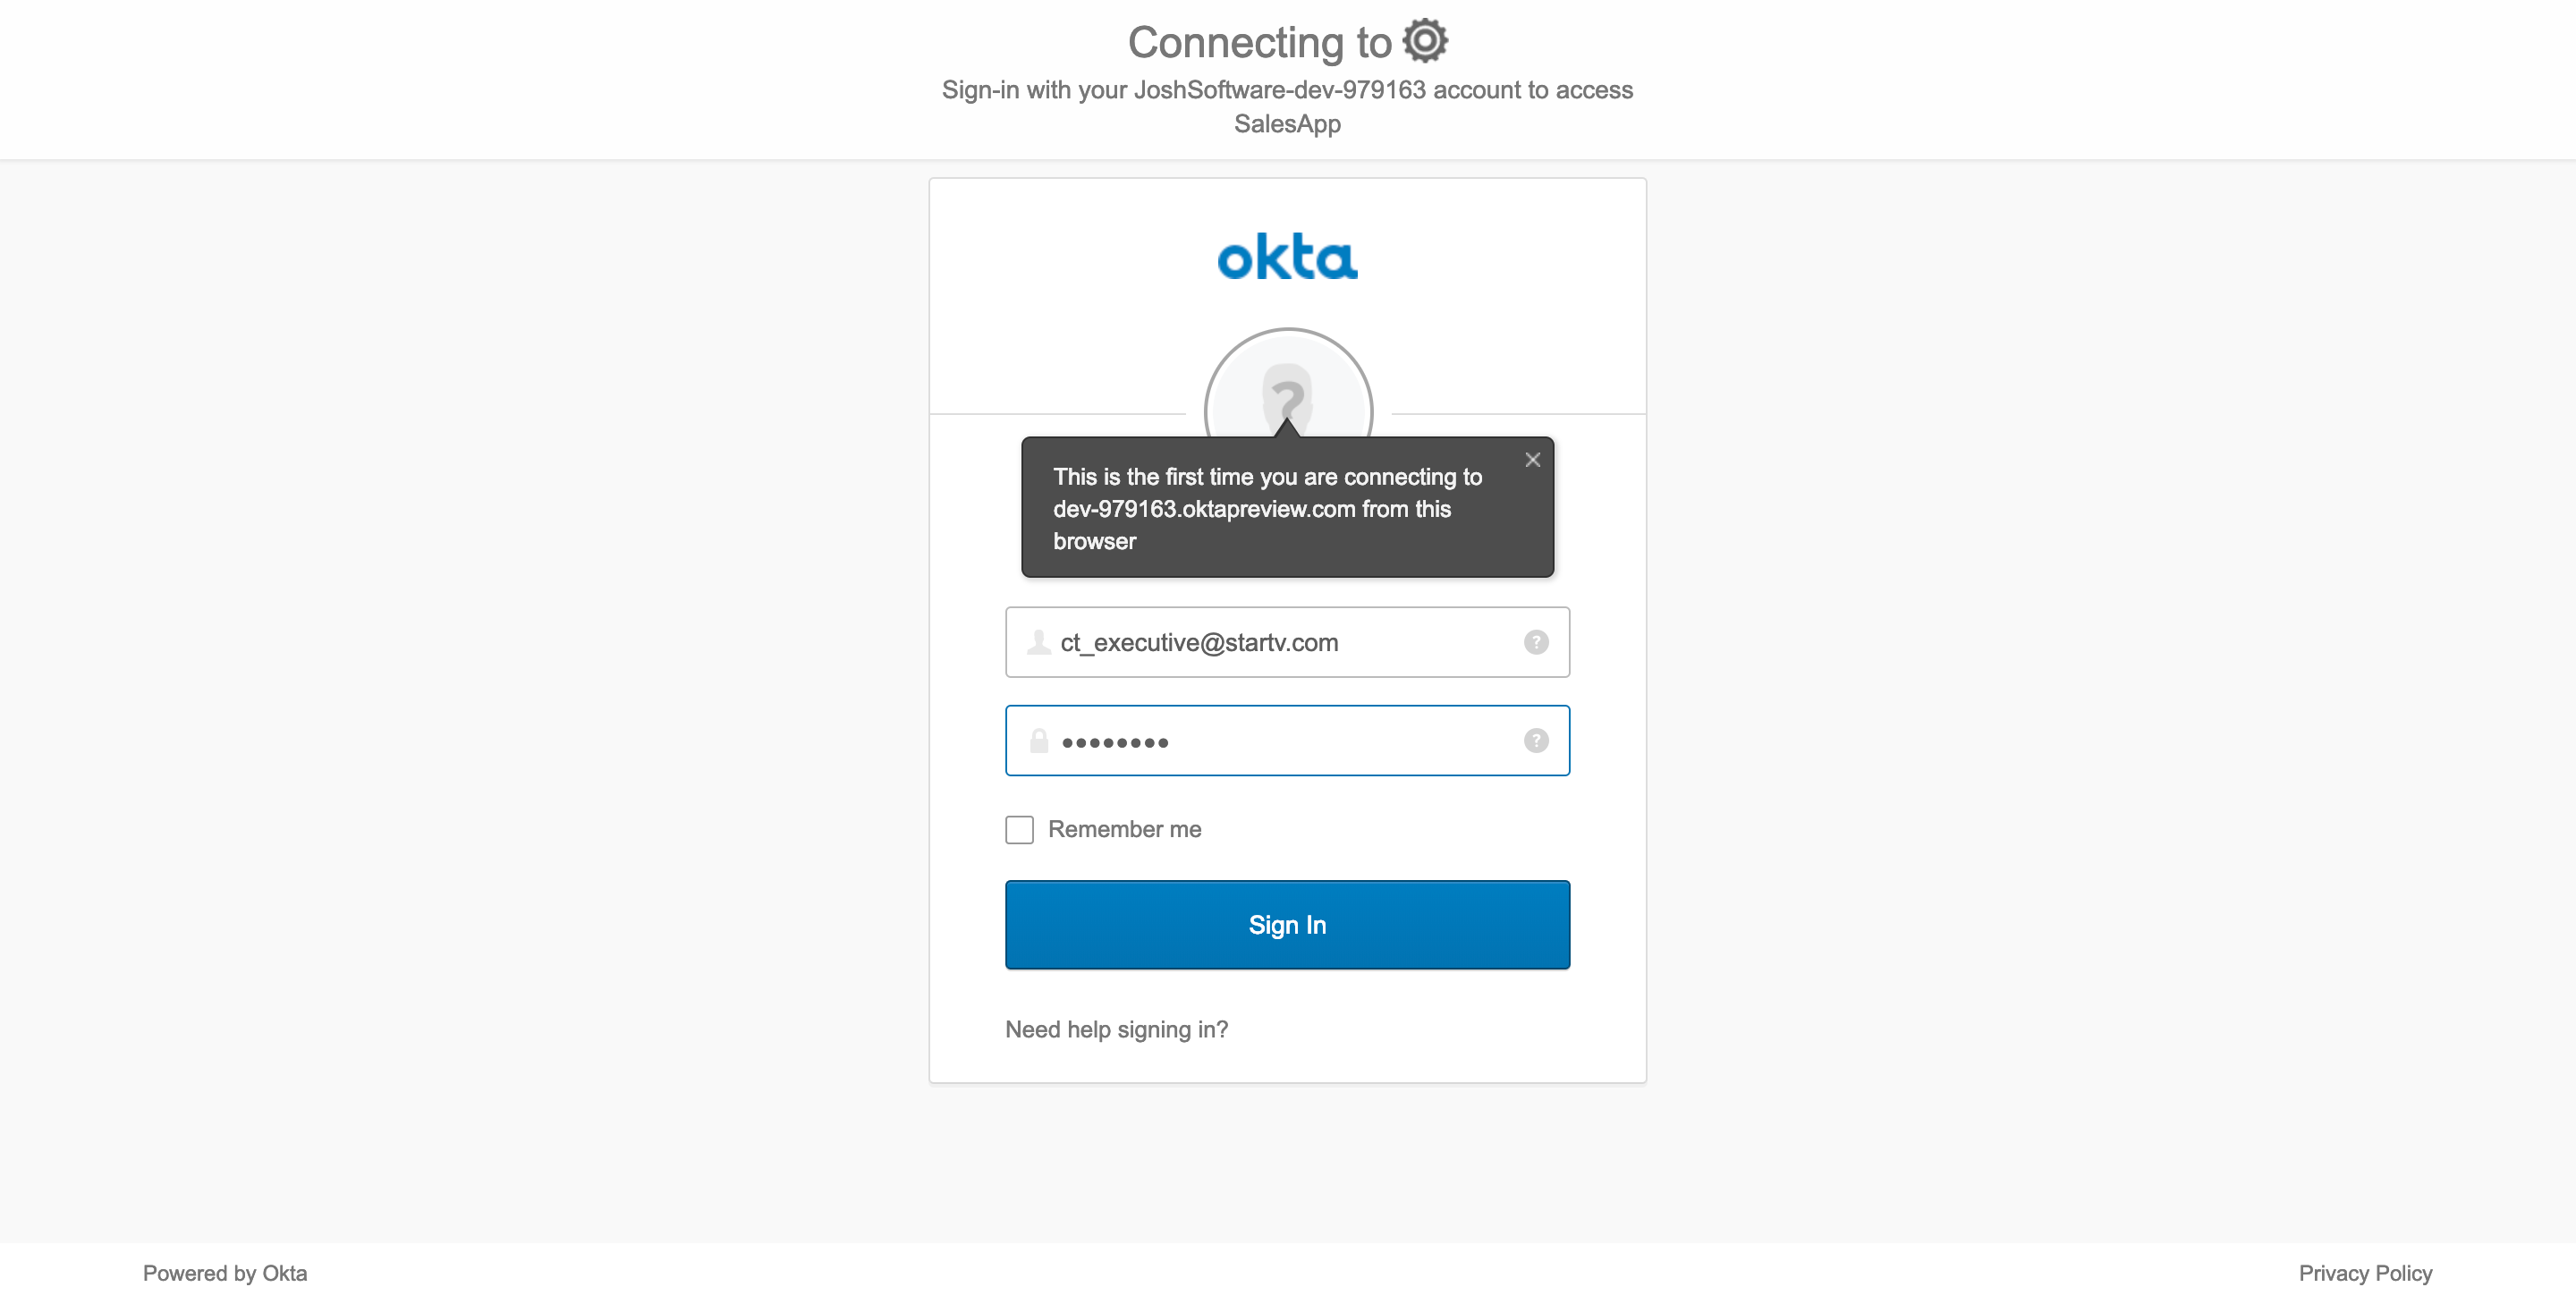 Connecting to
Sign-in with your JoshSoftware-dev-979163 account to access
SalesApp
okta
?
This is the first time you are connecting to
dev-979163.oktapreview.com from this
browser
ct_executive@startv.com
?
••••••••
?
Remember me
Sign In
Need help signing in?
Powered by Okta
Privacy Policy